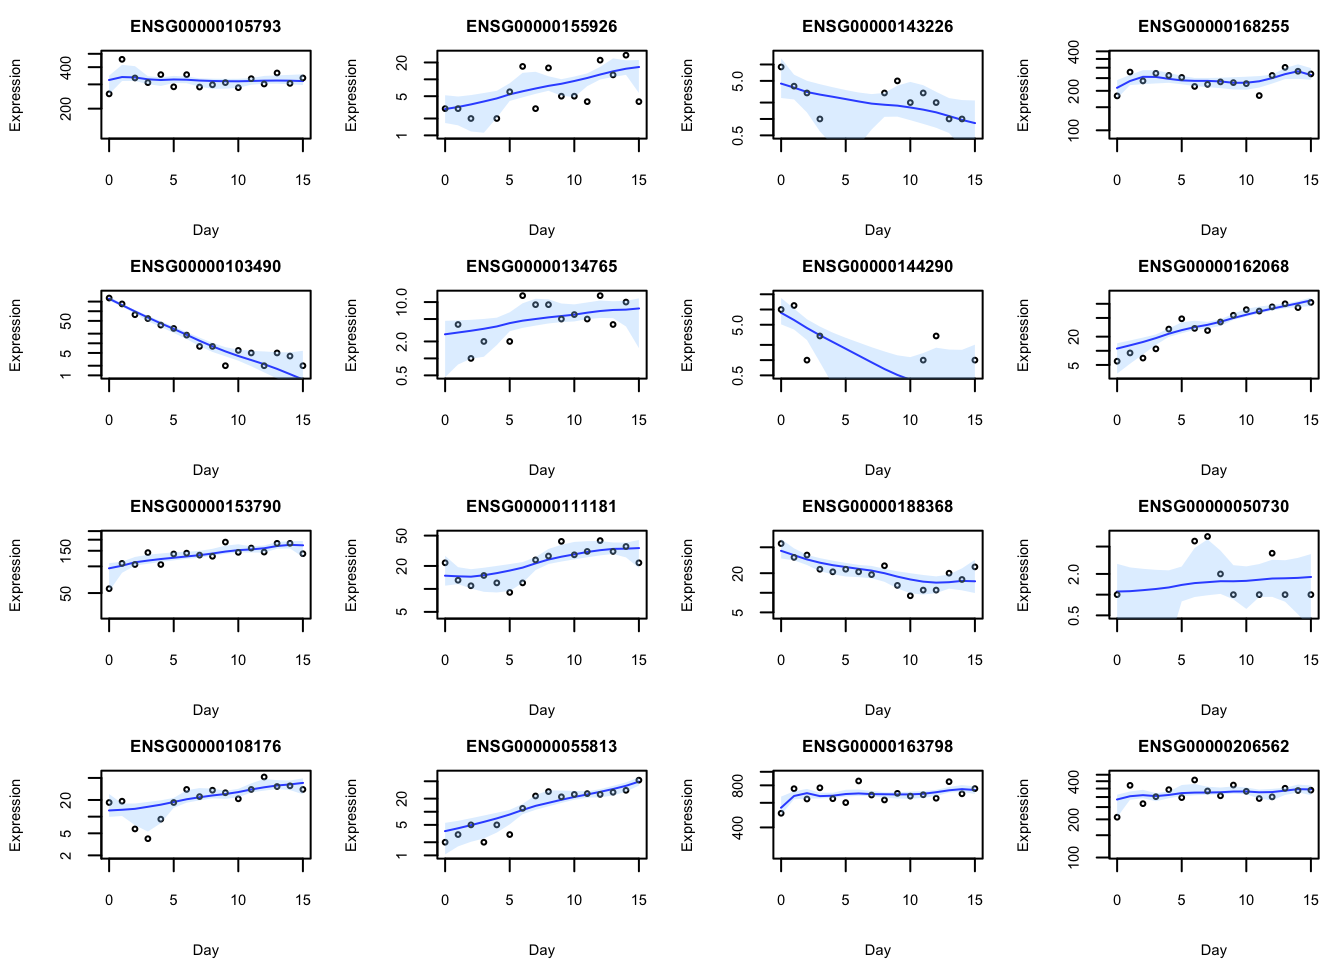 ENSG00000105793
Expression
200 400
0 5 10 15
Day
ENSG00000155926
Expression
1 5 20
0 5 10 15
Day
ENSG00000143226
Expression
0.5 5.0
0 5 10 15
Day
ENSG00000168255
Expression
100 200 400
0 5 10 15
Day
ENSG00000103490
Expression
1 5 50
0 5 10 15
Day
ENSG00000134765
Expression
0.5 2.0 10.0
0 5 10 15
Day
ENSG00000144290
Expression
0.5 5.0
0 5 10 15
Day
ENSG00000162068
Expression
5 20
0 5 10 15
Day
ENSG00000153790
Expression
50 150
0 5 10 15
Day
ENSG00000111181
Expression
5 20 50
0 5 10 15
Day
ENSG00000188368
Expression
5 20
0 5 10 15
Day
ENSG00000050730
Expression
0.5 2.0
0 5 10 15
Day
ENSG00000108176
Expression
2 5 20
0 5 10 15
Day
ENSG00000055813
Expression
1 5 20
0 5 10 15
Day
ENSG00000163798
Expression
400 800
0 5 10 15
Day
ENSG00000206562
Expression
100 200 400
0 5 10 15
Day